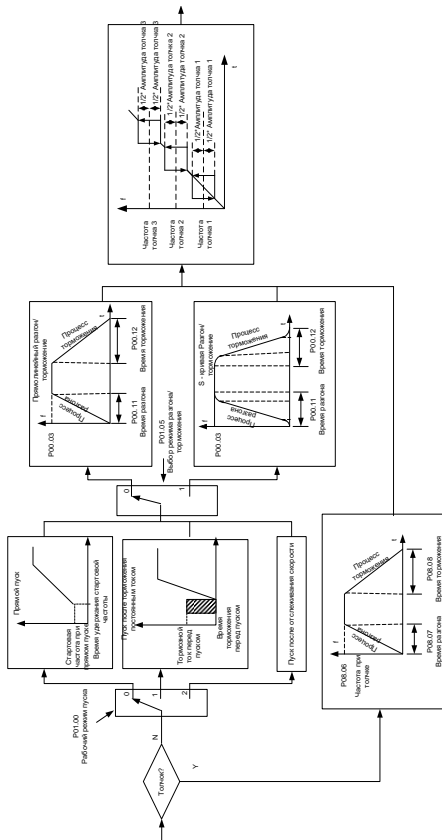 Толчок?
N
Y
P01.00
Рабочий режим пуска
0
1
2
Прямой пуск
Стартовая
частота при
прямом пуске
Время удержания стартовой
частоты
Пуск после торможения
постоянным током
Тормозной
ток перед
пуском
Время
торможения
перед пуском
Пуск после отслеживания скорости
P01.05
Выбор режима разгона/
торможения
0
1
Прямолинейный разгон/
торможение
f
P00.03
Процесс
разгона
Процесс
торможения
t
P00.11
Время разгона
P00.12
Время торможения
S - кривая Разгон/
торможение
f
P00.03
Процесс
разгона
Процесс
торможения
t
P00.11
Время разгона
P00.12
Время торможения
f
P08.06
Частота при
толчке
Процесс
разгона
Процесс
торможения
t
P08.07
Время разгона
P08.08
Время торможения
f
Частота
толчка 3
Частота
толчка 2
Частота
толчка 1
1/2* Амплитуда толчка 3
1/2* Амплитуда толчка 3
1/2* Амплитуда толчка 2
1/2* Амплитуда толчка 2
1/2* Амплитуда толчка 1
1/2* Амплитуда толчка 1
t